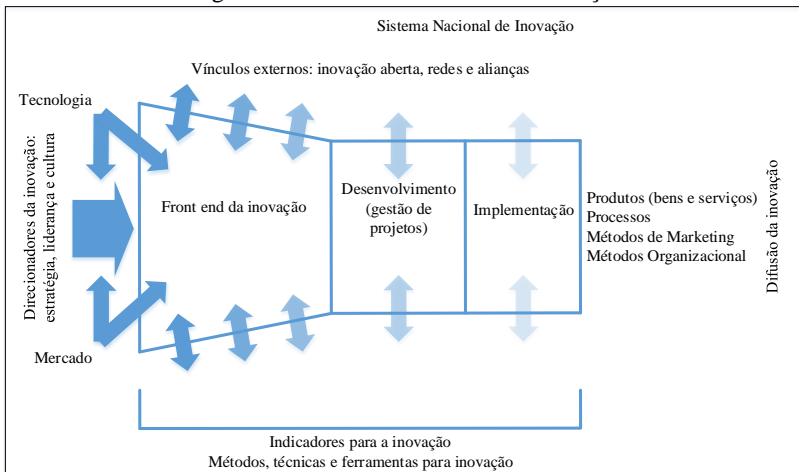 Sistema Nacional de Inovação
Vínculos externos: inovação aberta, redes e alianças
Tecnologia
Direcionadores da inovação:
estratégia, liderança e cultura
Front end da inovação
Desenvolvimento
(gestão de
projetos)
Implementação
Produtos (bens e serviços)
Processos
Métodos de Marketing
Métodos Organizacional
Difusão da inovação
Mercado
Indicadores para a inovação
Métodos, técnicas e ferramentas para inovação